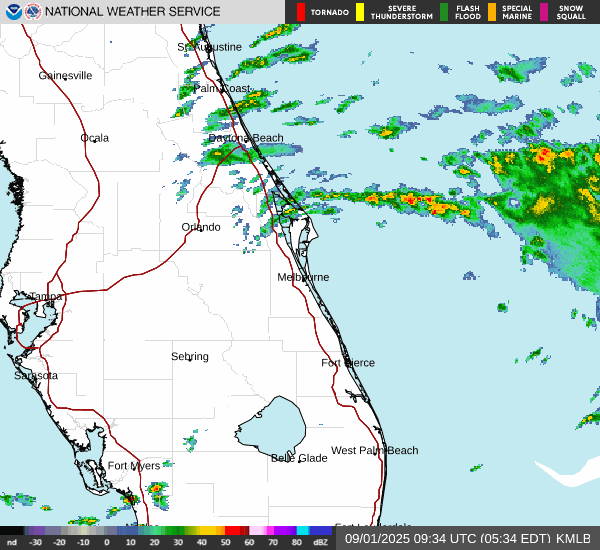 NATIONAL WEATHER SERVICE
TORNADO
SEVERE THUNDERSTORM
FLASH FLOOD
SPECIAL MARINE
SNOW SQUALL
St. Augustine
Gainesville
Palm Coast
Ocala
Daytona Beach
Orlando
Melbourne
Tampa
Sebring
Fort Pierce
Sarasota
West Palm Beach
Belle Glade
Fort Myers
nd -30 -20 -10 0 10 20 30 40 50 60 70 80 dBZ
09/01/2025 09:34 UTC (05:34 EDT) KMLB